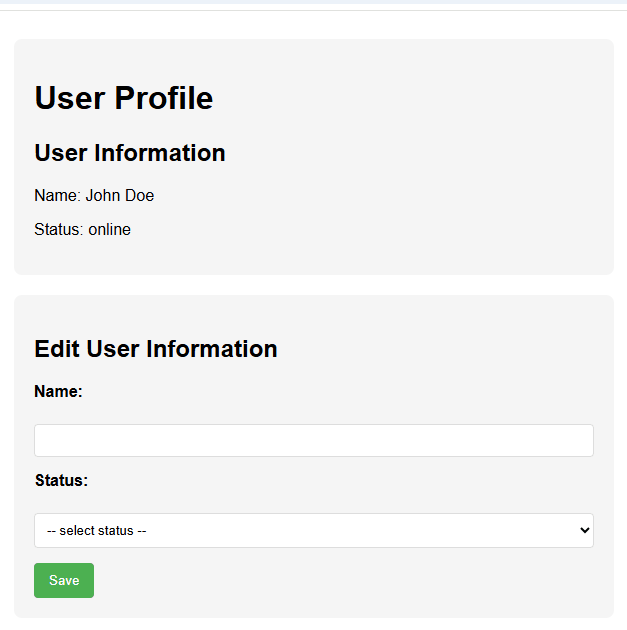 User Profile
User Information
Name: John Doe
Status: online
Edit User Information
Name:
Status:
-- select status --
Save